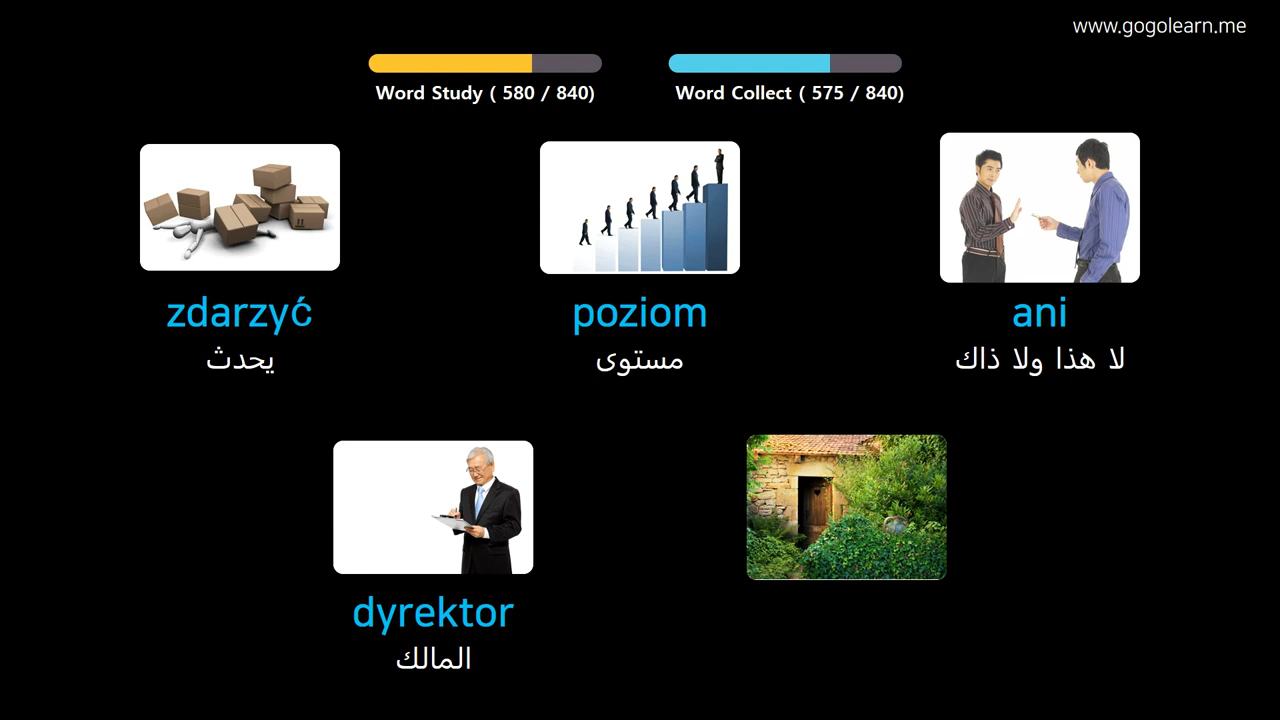 www.gogolearn.me
Word Study ( 580 / 840)
Word Collect ( 575 / 840)
zdarzyć
يحدث
poziom
مستوى
ani
لا هذا ولا ذاك
dyrektor
المالك